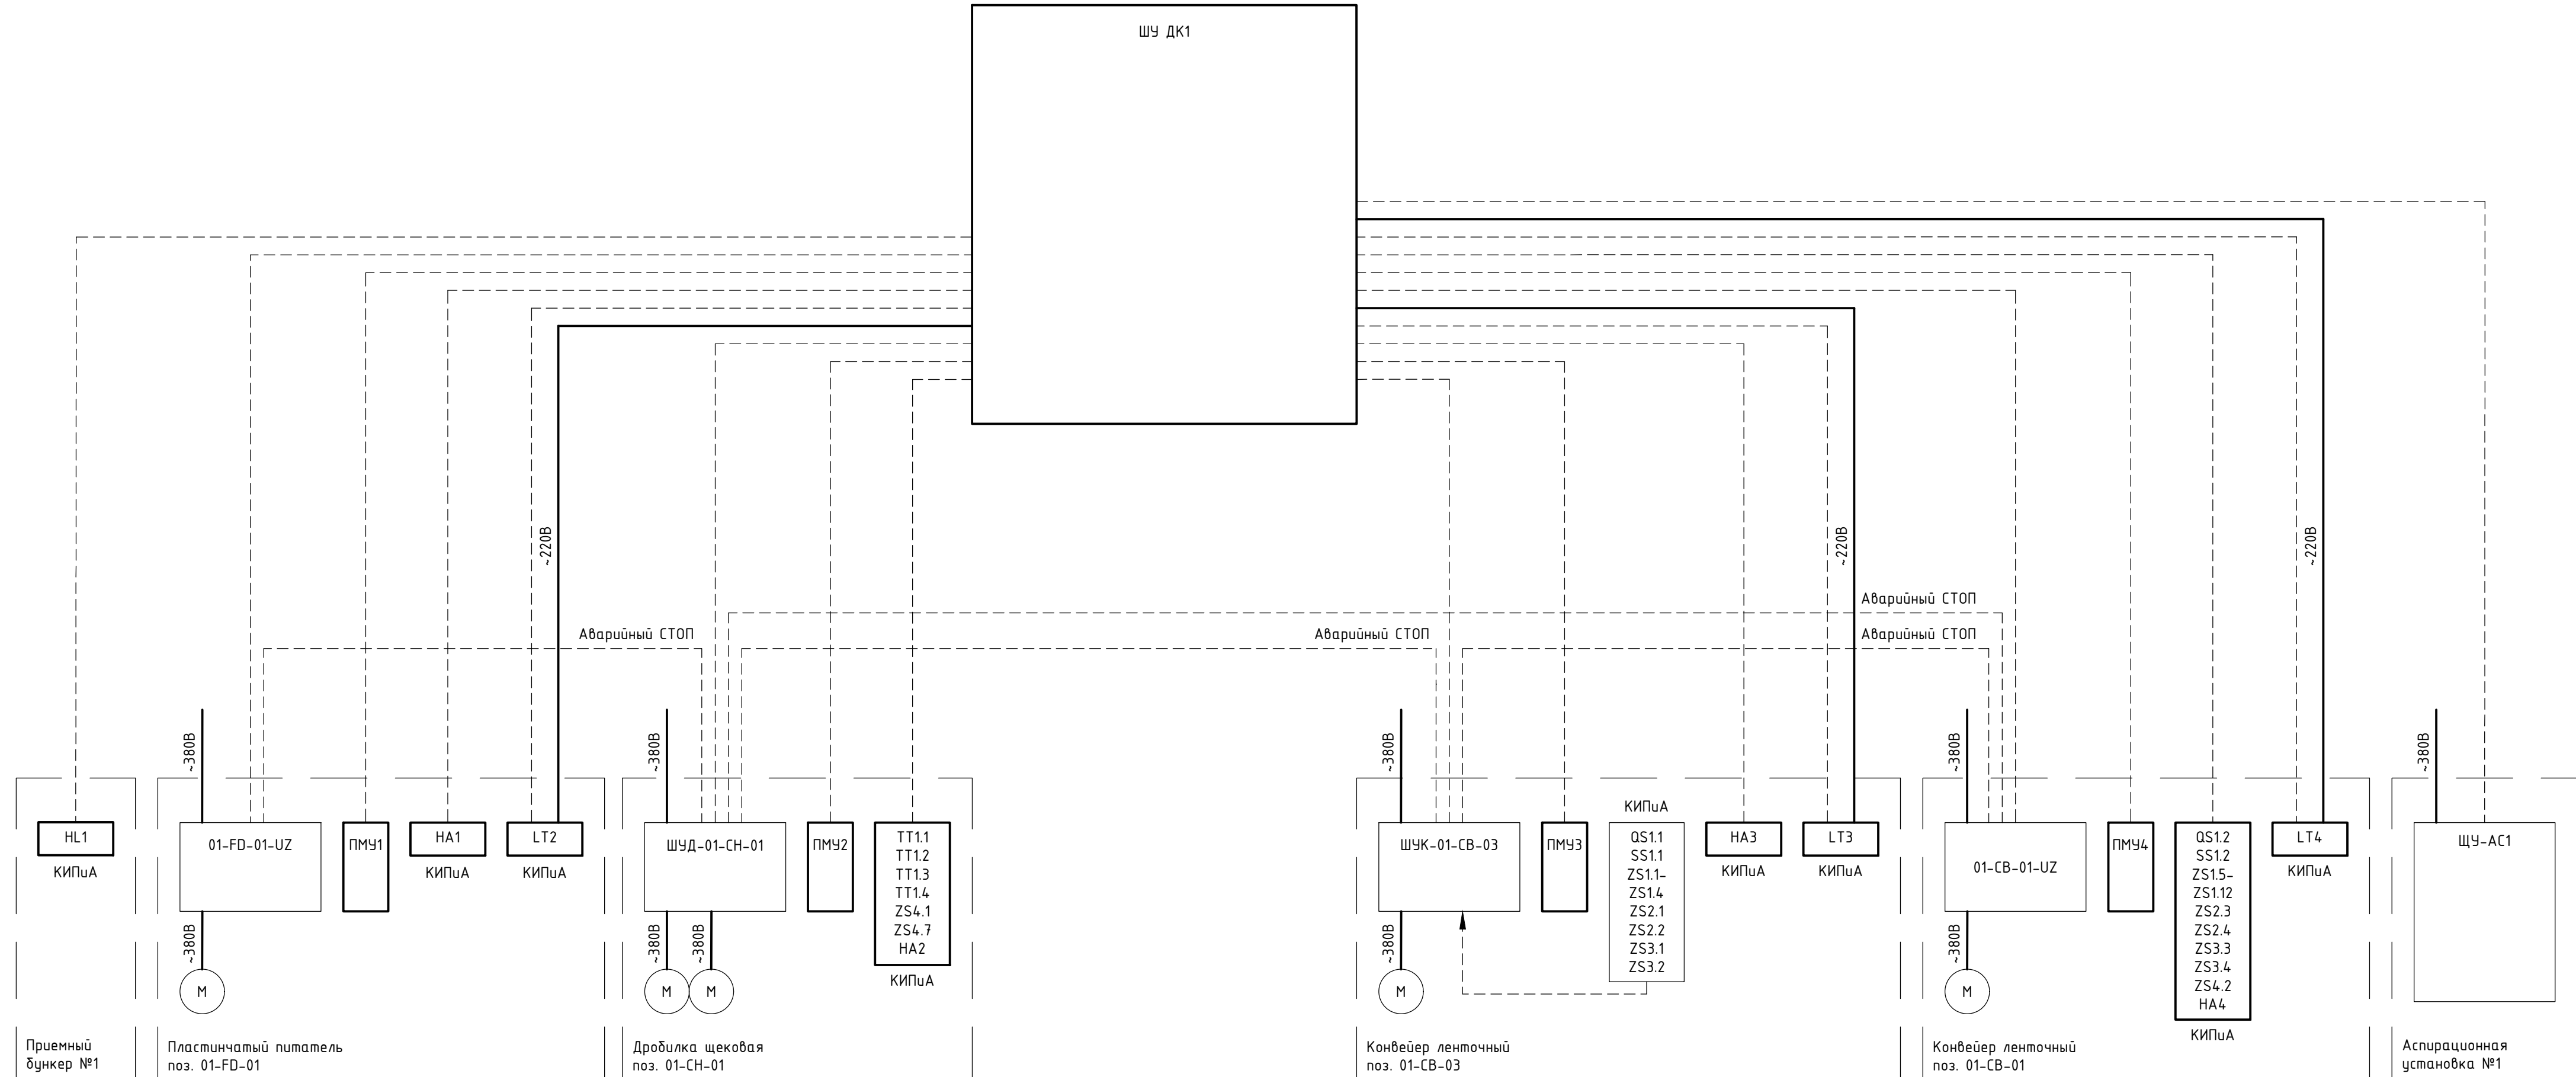 ШУ ДК1
~220В
~220В
~220В
Аварийный СТОП
Аварийный СТОП
Аварийный СТОП
Аварийный СТОП
~380В
~380В
~380В
~380В
~380В
HL1
КИПиА
Приемный
бункер №1
01-FD-01-UZ
ПМУ1
HA1
КИПиА
LT2
КИПиА
~380В
М
Пластинчатый питатель
поз. 01-FD-01
ШУД-01-CH-01
ПМУ2
TT1.1
TT1.2
TT1.3
TT1.4
ZS4.1
ZS4.7
HA2
КИПиА
~380В
~380В
М
М
Дробилка щековая
поз. 01-CH-01
ШУК-01-CB-03
ПМУ3
КИПиА
QS1.1
SS1.1
ZS1.1-
ZS1.4
ZS2.1
ZS2.2
ZS3.1
ZS3.2
HA3
КИПиА
LT3
КИПиА
~380В
М
Конвейер ленточный
поз. 01-CB-03
01-CB-01-UZ
ПМУ4
QS1.2
SS1.2
ZS1.5-
ZS1.12
ZS2.3
ZS2.4
ZS3.3
ZS3.4
ZS4.2
HA4
КИПиА
LT4
КИПиА
~380В
М
Конвейер ленточный
поз. 01-CB-01
ЩУ-АС1
Аспирационная
установка №1